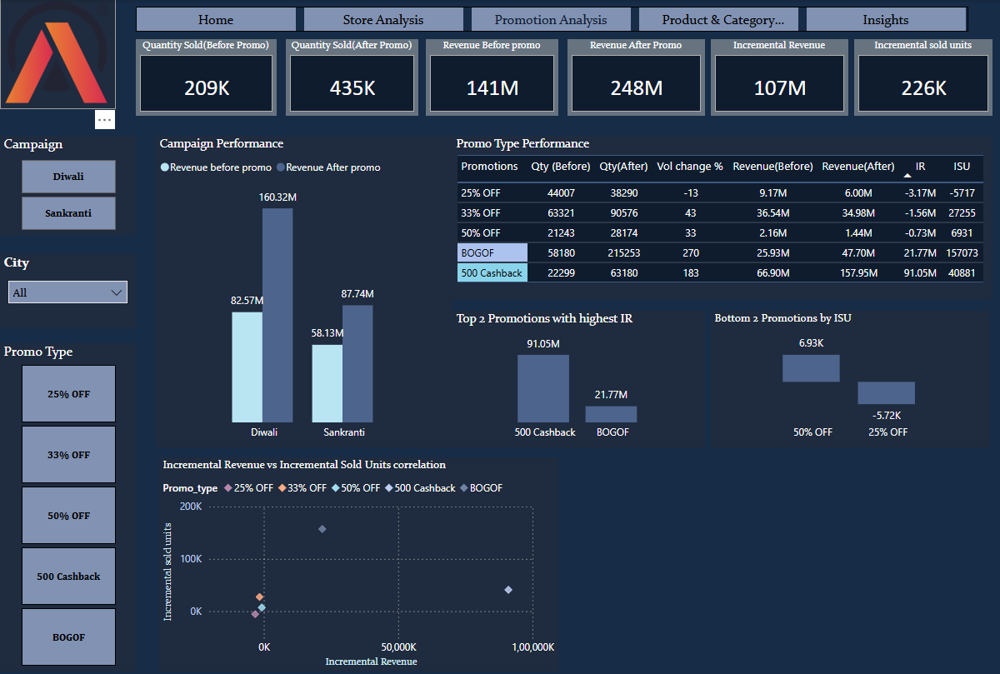 Home Store Analysis Promotion Analysis Product & Category... Insights
Quantity Sold(Before Promo) Quantity Sold(After Promo) Revenue Before promo Revenue After Promo Incremental Revenue Incremental sold units
209K 435K 141M 248M 107M 226K
Campaign
Diwali
Sankranti
City
All
Promo Type
25% OFF
33% OFF
50% OFF
500 Cashback
BOGOF
Campaign Performance
Revenue before promo Revenue After promo
160.32M
82.57M
87.74M
58.13M
Diwali Sankranti
Promo Type Performance
Promotions Qty (Before) Qty(After) Vol change % Revenue(Before) Revenue(After) IR ISU
25% OFF 44007 38290 -13 9.17M 6.00M -3.17M -5717
33% OFF 63321 90576 43 36.54M 34.98M -1.56M 27255
50% OFF 21243 28174 33 2.16M 1.44M -0.73M 6931
BOGOF 58180 215253 270 25.93M 47.70M 21.77M 157073
500 Cashback 22299 63180 183 66.90M 157.95M 91.05M 40881
Top 2 Promotions with highest IR
91.05M
21.77M
500 Cashback BOGOF
Bottom 2 Promotions by ISU
6.93K
-5.72K
50% OFF 25% OFF
Incremental Revenue vs Incremental Sold Units correlation
Promo_type 25% OFF 33% OFF 50% OFF 500 Cashback BOGOF
Incremental sold units
200K
100K
0K
0K 50,000K 1,00,000K
Incremental Revenue